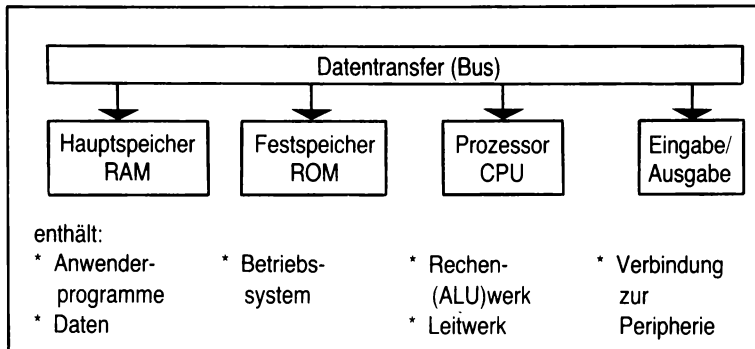 Datentransfer (Bus)
Hauptspeicher
RAM
Festspeicher
ROM
Prozessor
CPU
Eingabe/
Ausgabe
enthält:
* Anwender-
programme
* Daten
* Betriebs-
system
* Rechen-
(ALU)werk
* Leitwerk
* Verbindung
zur
Peripherie